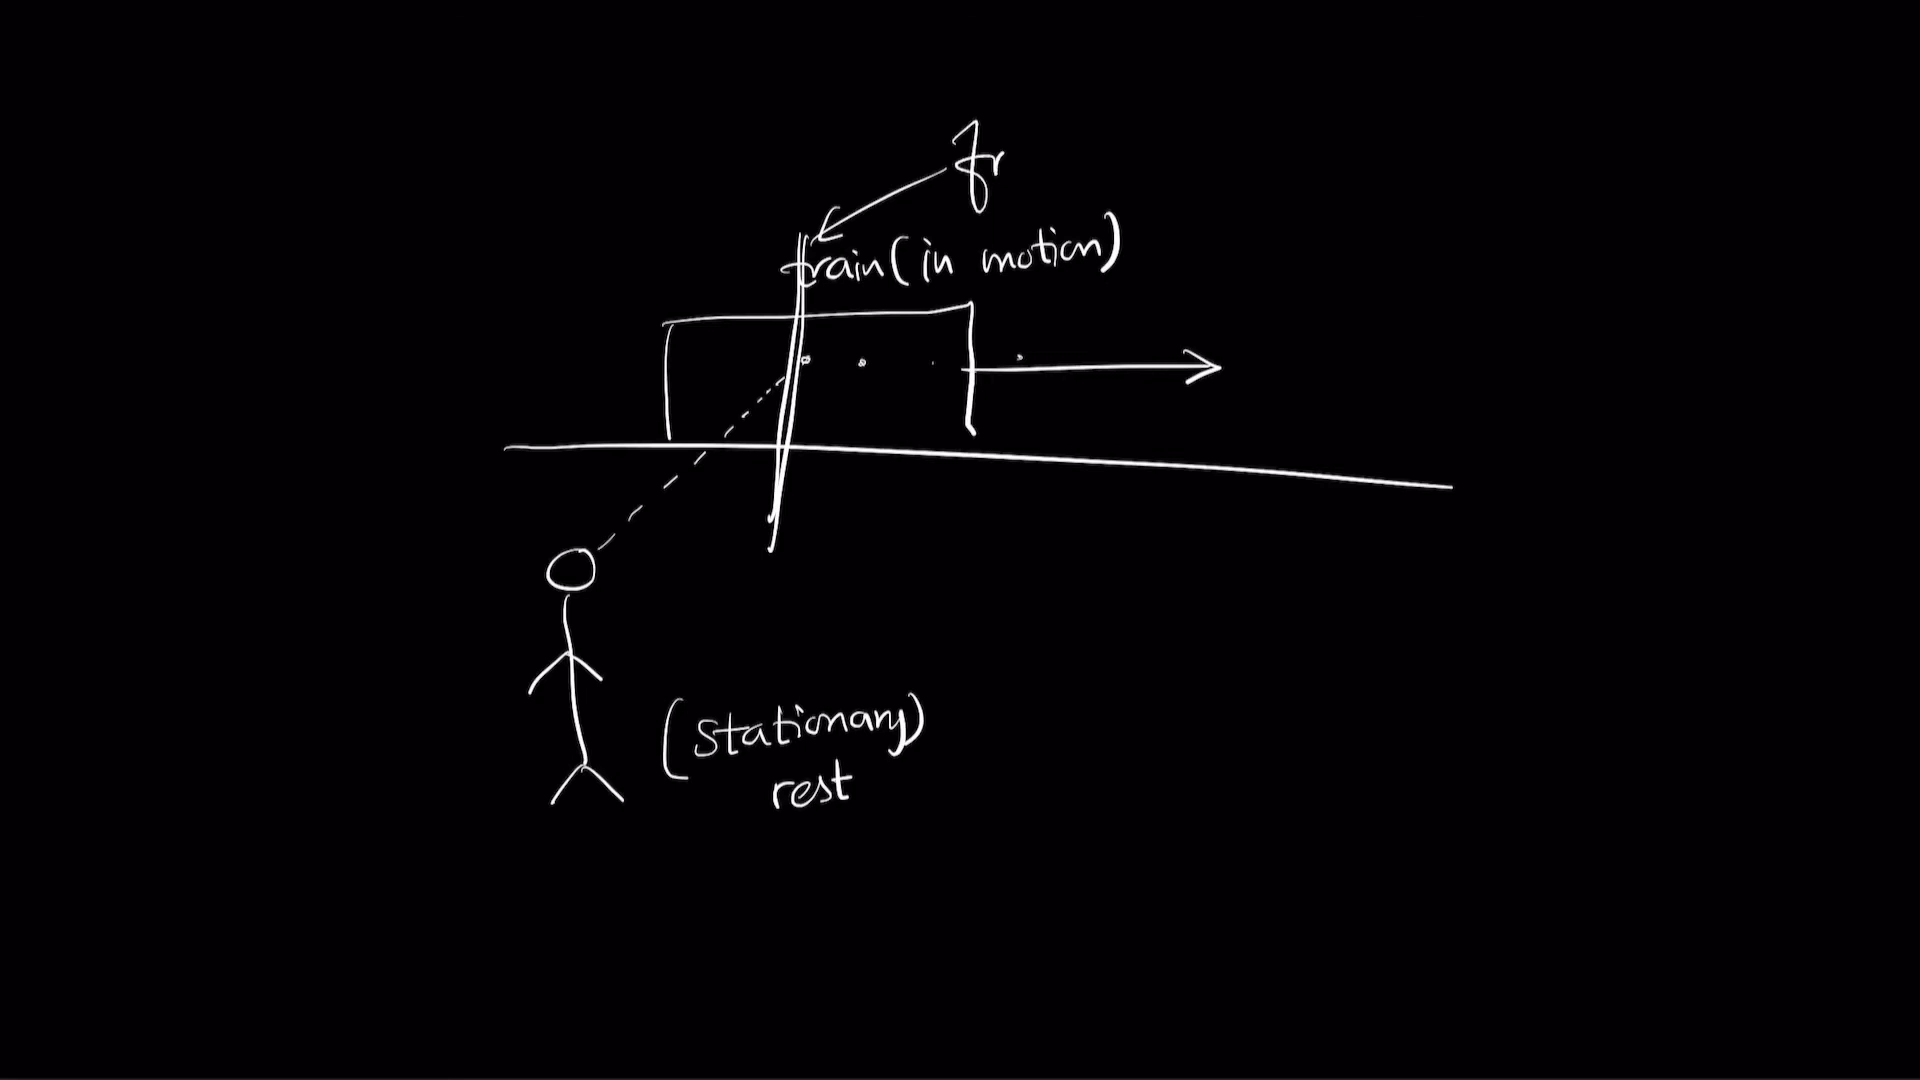 fr
train (in motion)
(stationary)
rest